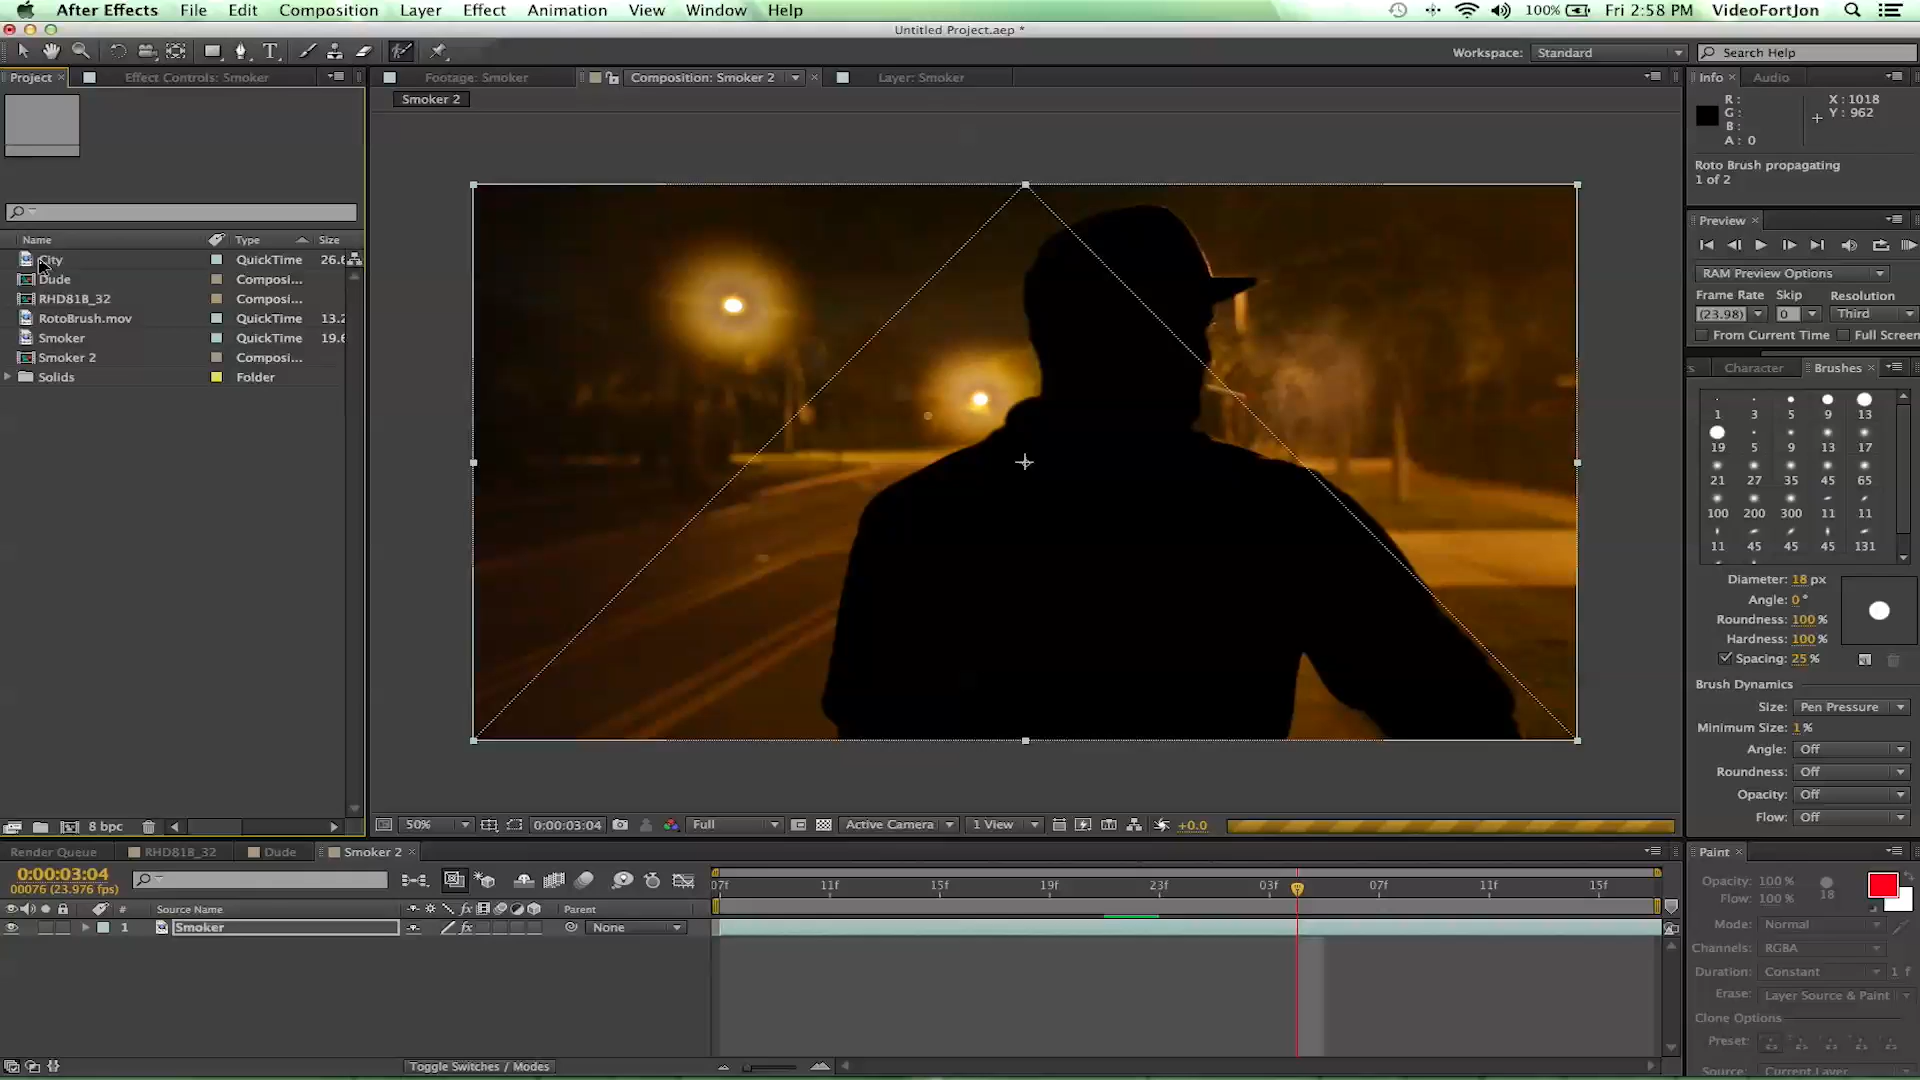 After Effects File Edit Composition Layer Effect Animation View Window Help 100% Fri 2:58 PM VideoFortJon
Untitled Project.aep *
Workspace: Standard Search Help
Project Effect Controls: Smoker Footage: Smoker Composition: Smoker 2 Layer: Smoker Info Audio
Smoker 2
R: X: 1018
G: Y: 962
B:
A: 0
Roto Brush propagating
1 of 2
Preview
Name Type Size
City QuickTime 26.6
Dude Composi...
RHD81B_32 Composi...
RotoBrush.mov QuickTime 13.2
Smoker QuickTime 19.6
Smoker 2 Composi...
Solids Folder
RAM Preview Options
Frame Rate Skip Resolution
(23.98) 0 Third
From Current Time Full Screen
Character Brushes
1 3 5 9 13
19 5 9 13 17
21 27 35 45 65
100 200 300 11 11
11 45 45 45 131
Diameter: 18 px
Angle: 0 °
Roundness: 100 %
Hardness: 100 %
Spacing: 25 %
Brush Dynamics
Size: Pen Pressure
Minimum Size: 1 %
Angle: Off
Roundness: Off
Opacity: Off
Flow: Off
8 bpc 50% 0:00:03:04 Full Active Camera 1 View +0.0
Render Queue RHD81B_32 Dude Smoker 2
0:00:03:04
00076 (23.976 fps)
07f 11f 15f 19f 23f 03f 07f 11f 15f
# Source Name fx Parent
1 Smoker fx None
Toggle Switches / Modes
Paint
Opacity: 100 %
Flow: 100 % 18
Mode: Normal
Channels: RGBA
Duration: Constant 1 f
Erase: Layer Source & Paint
Clone Options
Preset:
Source: Current Layer